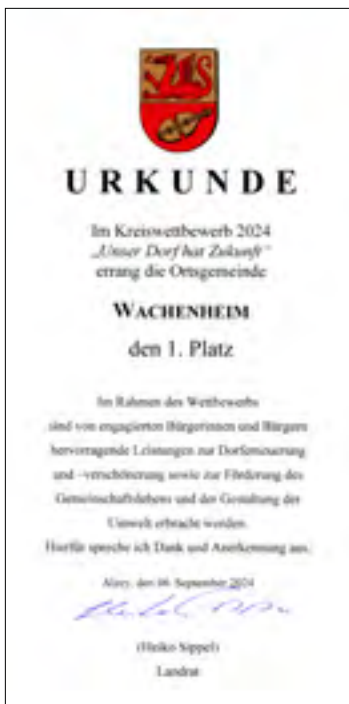 URKUNDE
Im Kreiswettbewerb 2024
„Unser Dorf hat Zukunft“
errang die Ortsgemeinde
WACHENHEIM
den 1. Platz
Im Rahmen des Wettbewerbs
sind von engagierten Bürgerinnen und Bürgern
hervorragende Leistungen zur Dorferneuerung
und –verschönerung sowie zur Förderung des
Gemeinschaftslebens und der Gestaltung der
Umwelt erbracht worden.
Hierfür spreche ich Dank und Anerkennung aus.
Alzey, den 06. September 2024
(Heiko Sippel)
Landrat